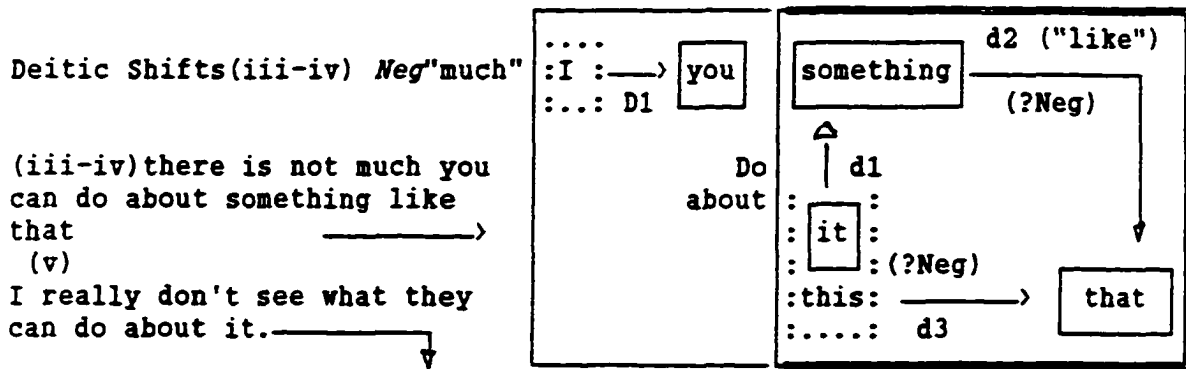 d2 ("like")
Deitic Shifts(iii-iv) Neg"much" :I : you something
:..: D1 (?Neg)
(iii-iv)there is not much you Do d1
can do about something like about : :
that : it :
(v) : : (?Neg)
I really don't see what they :this: that
can do about it. :....: d3